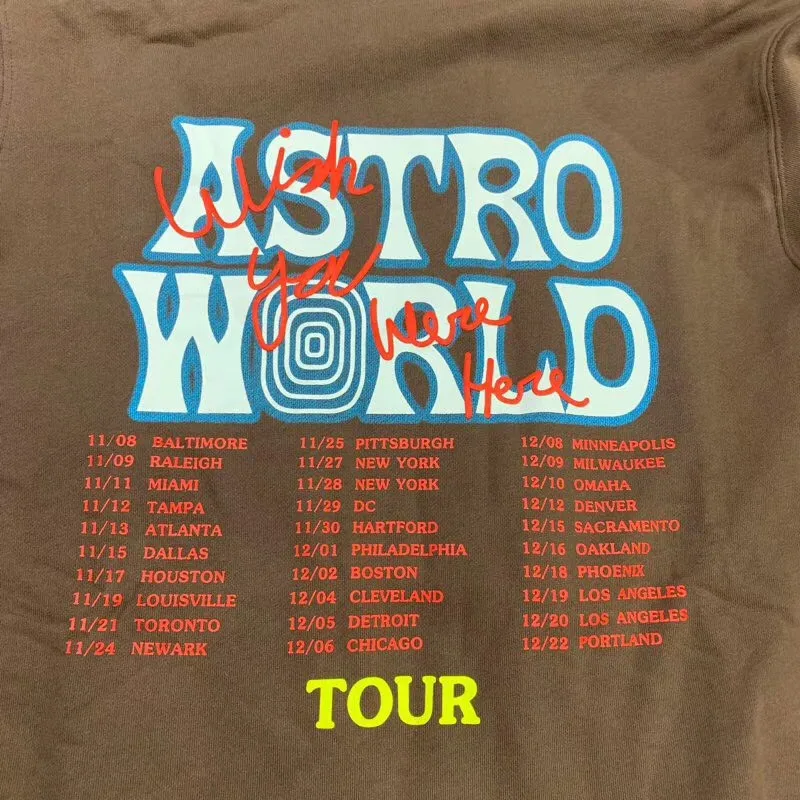 ASTRO
WORLD
Wish
you
Were
Here
11/08 BALTIMORE
11/09 RALEIGH
11/11 MIAMI
11/12 TAMPA
11/13 ATLANTA
11/15 DALLAS
11/17 HOUSTON
11/19 LOUISVILLE
11/21 TORONTO
11/24 NEWARK
11/25 PITTSBURGH
11/27 NEW YORK
11/28 NEW YORK
11/29 DC
11/30 HARTFORD
12/01 PHILADELPHIA
12/02 BOSTON
12/04 CLEVELAND
12/05 DETROIT
12/06 CHICAGO
12/08 MINNEAPOLIS
12/09 MILWAUKEE
12/10 OMAHA
12/12 DENVER
12/15 SACRAMENTO
12/16 OAKLAND
12/18 PHOENIX
12/19 LOS ANGELES
12/20 LOS ANGELES
12/22 PORTLAND
TOUR